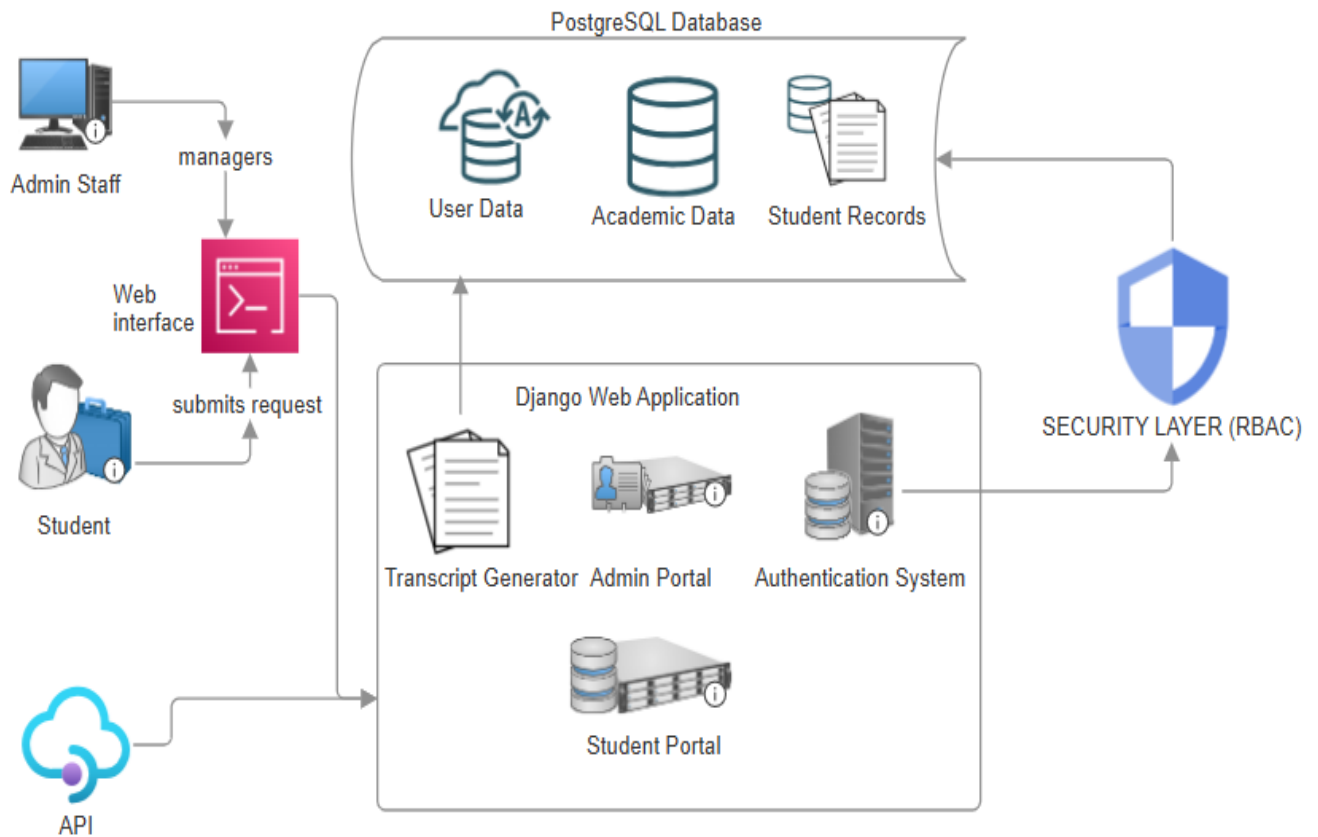 PostgreSQL Database
Admin Staff
managers
User Data
Academic Data
Student Records
Web
interface
submits request
Student
Django Web Application
SECURITY LAYER (RBAC)
Transcript Generator
Admin Portal
Authentication System
Student Portal
API
A
i
i
i
i
i